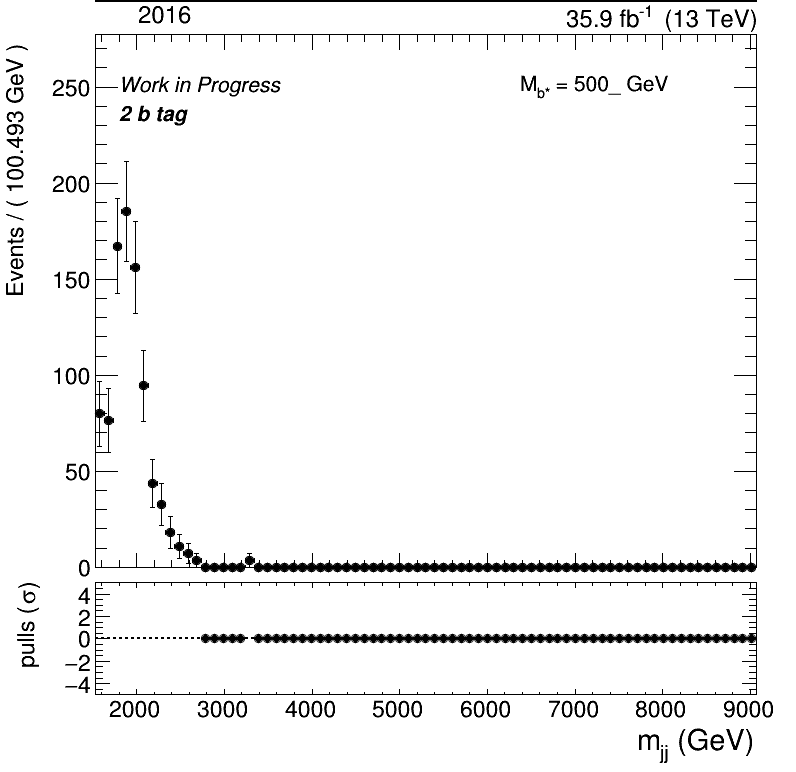 2016 35.9 fb⁻¹ (13 TeV)
Events / ( 100.493 GeV )
250
200
150
100
50
0
Work in Progress
2 b tag
M_b* = 500_ GeV
pulls (σ)
4
2
0
−2
−4
2000 3000 4000 5000 6000 7000 8000 9000
m_jj (GeV)